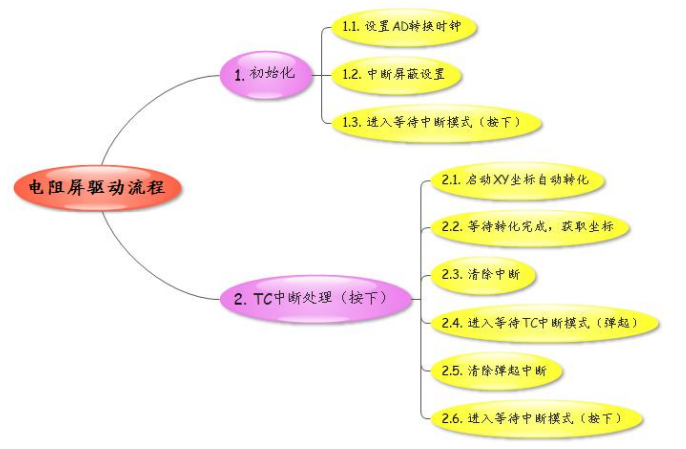 电阻屏驱动流程
1. 初始化
1.1. 设置AD转换时钟
1.2. 中断屏蔽设置
1.3. 进入等待中断模式（按下）
2. TC中断处理（按下）
2.1. 启动XY坐标自动转化
2.2. 等待转化完成，获取坐标
2.3. 清除中断
2.4. 进入等待TC中断模式（弹起）
2.5. 清除弹起中断
2.6. 进入等待中断模式（按下）